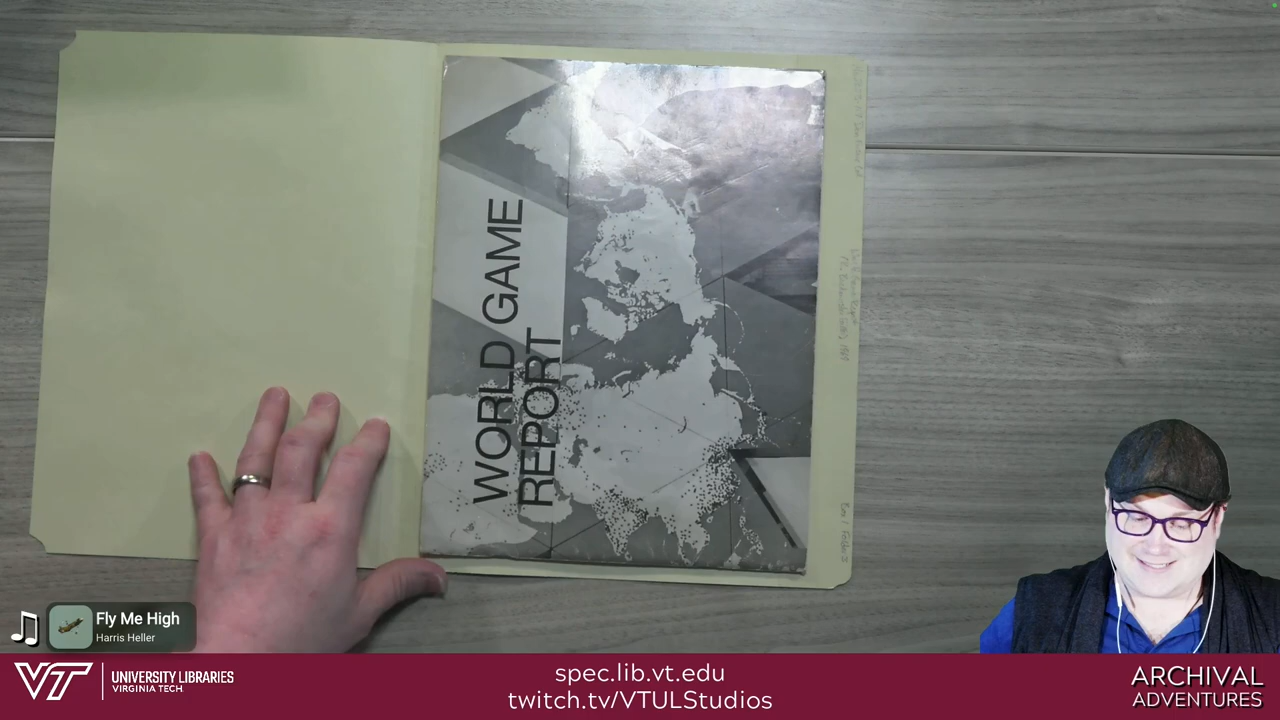 WORLD GAME
REPORT
Fly Me High
Harris Heller
VT
UNIVERSITY LIBRARIES
VIRGINIA TECH
spec.lib.vt.edu
twitch.tv/VTULStudios
ARCHIVAL
ADVENTURES